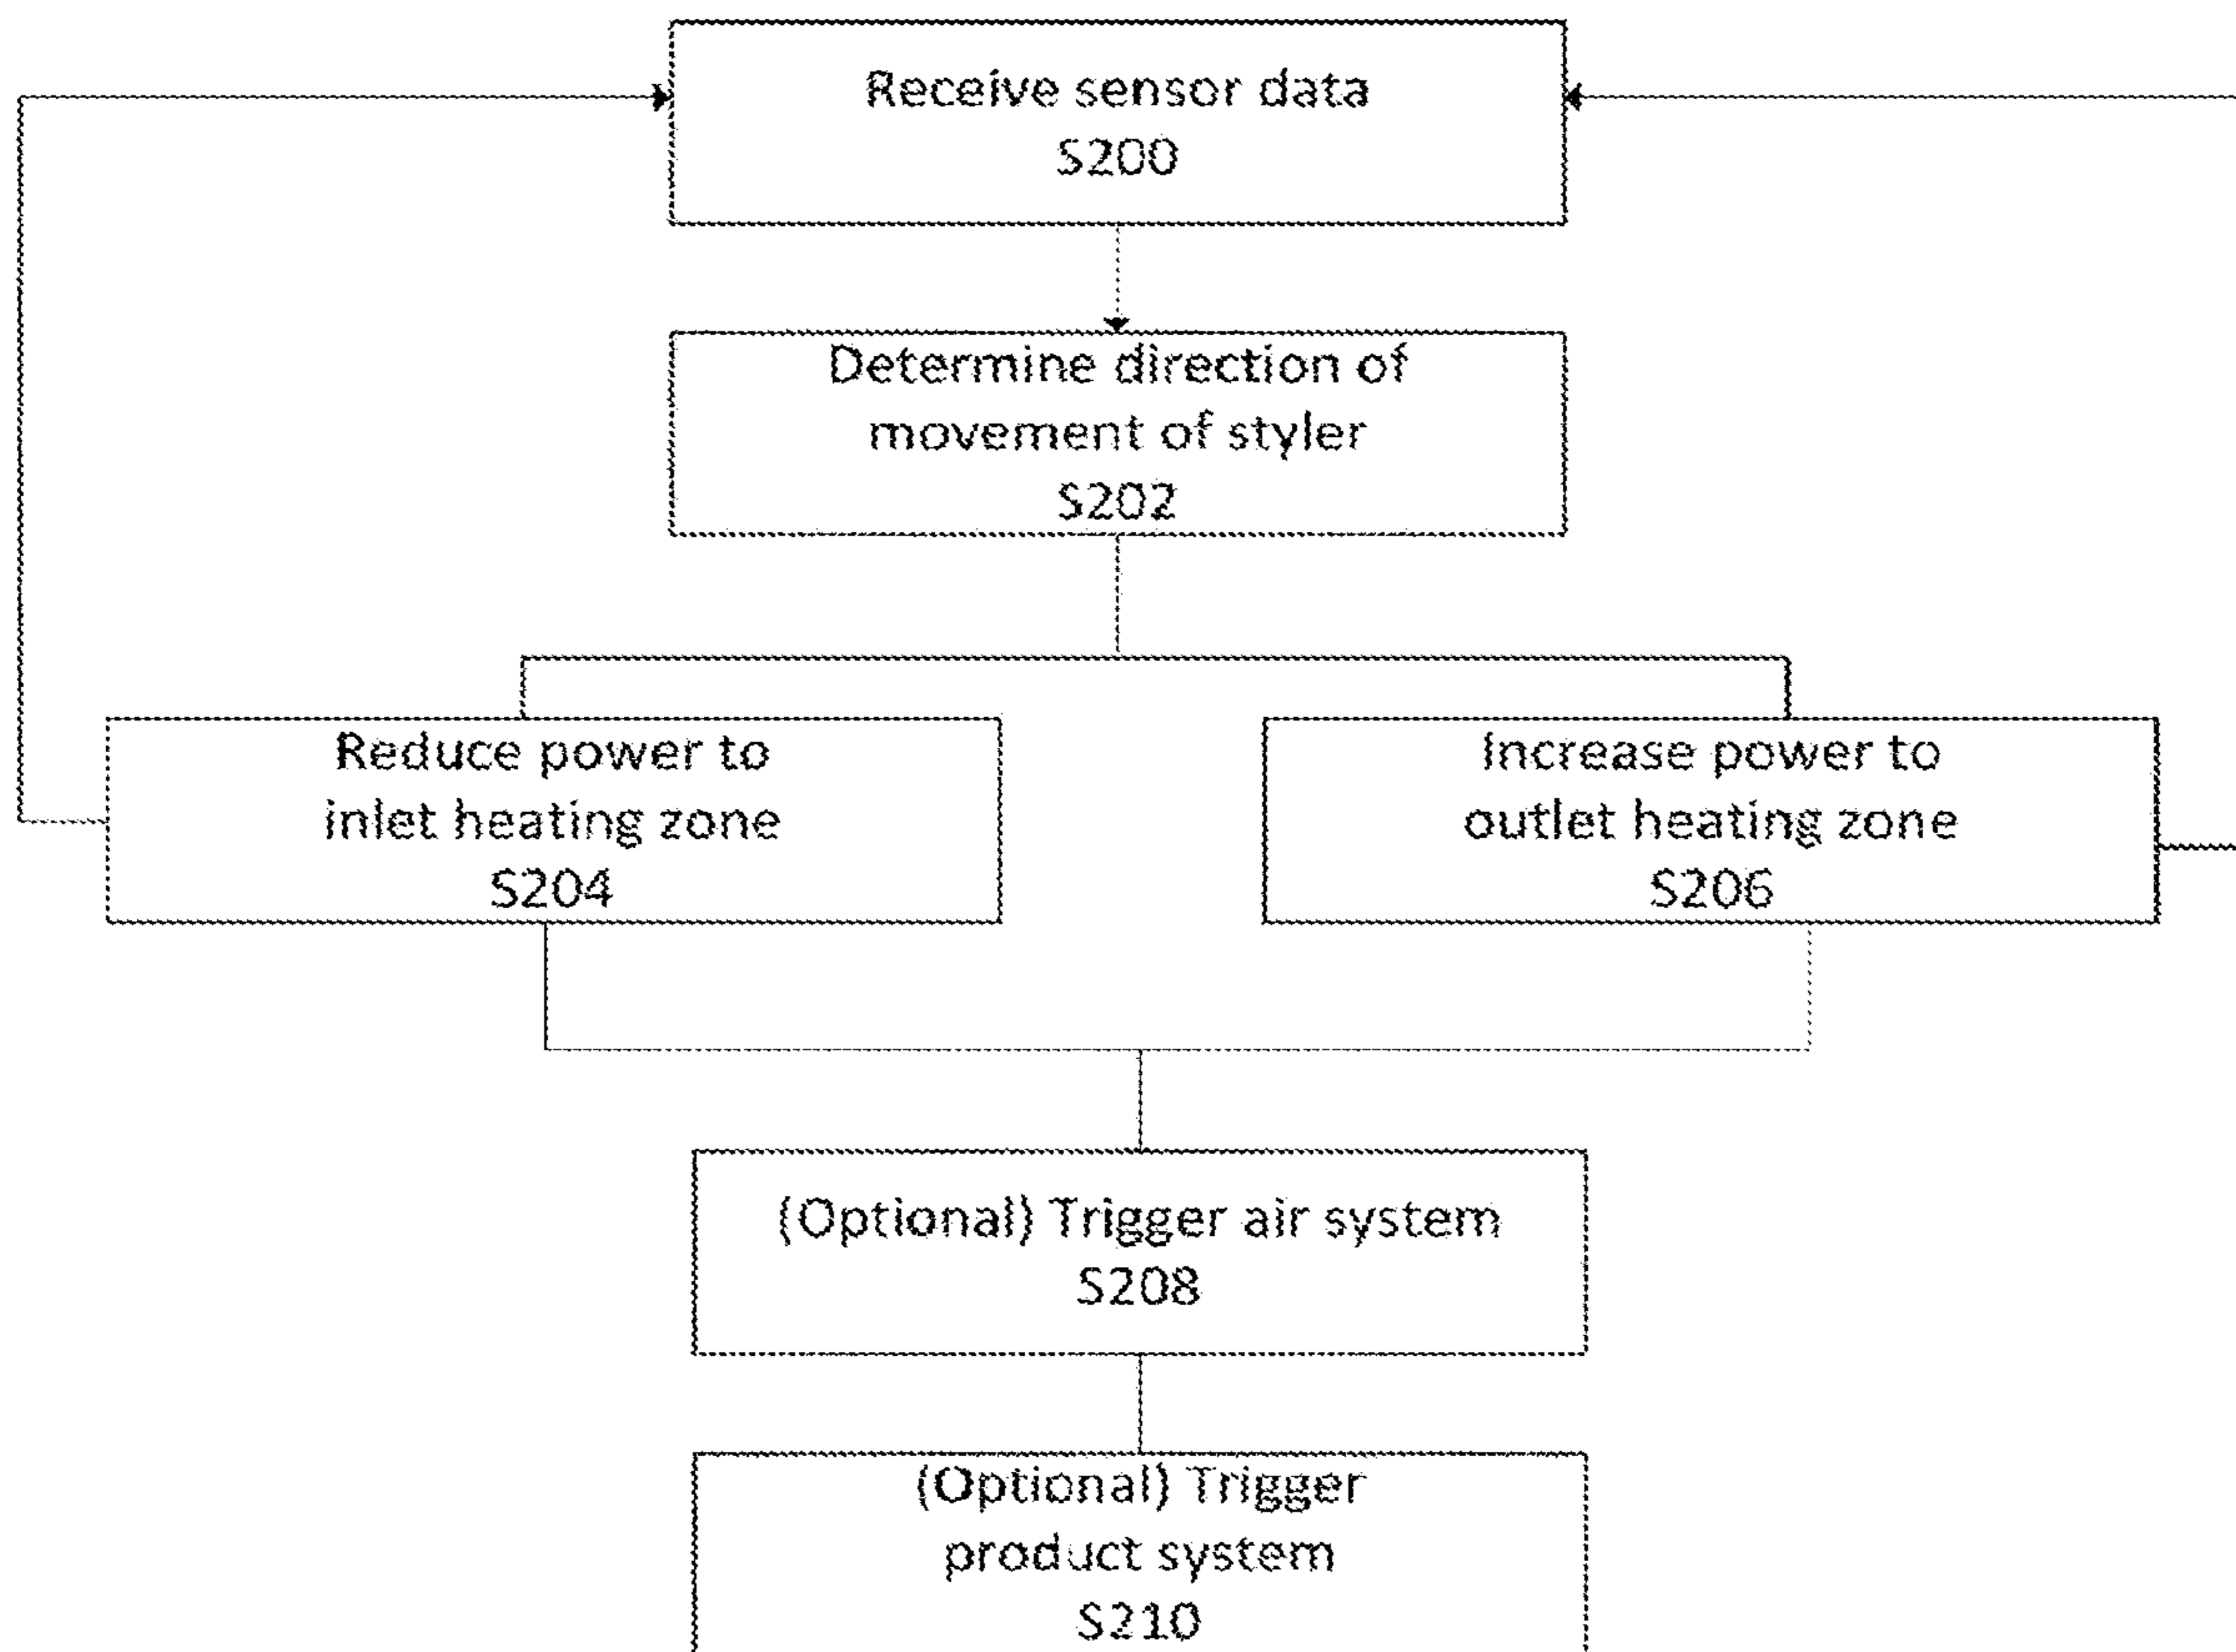 Receive sensor data
S200
Determine direction of
movement of styler
S202
Reduce power to
inlet heating zone
S204
Increase power to
outlet heating zone
S206
(Optional) Trigger air system
S208
(Optional) Trigger
product system
S210